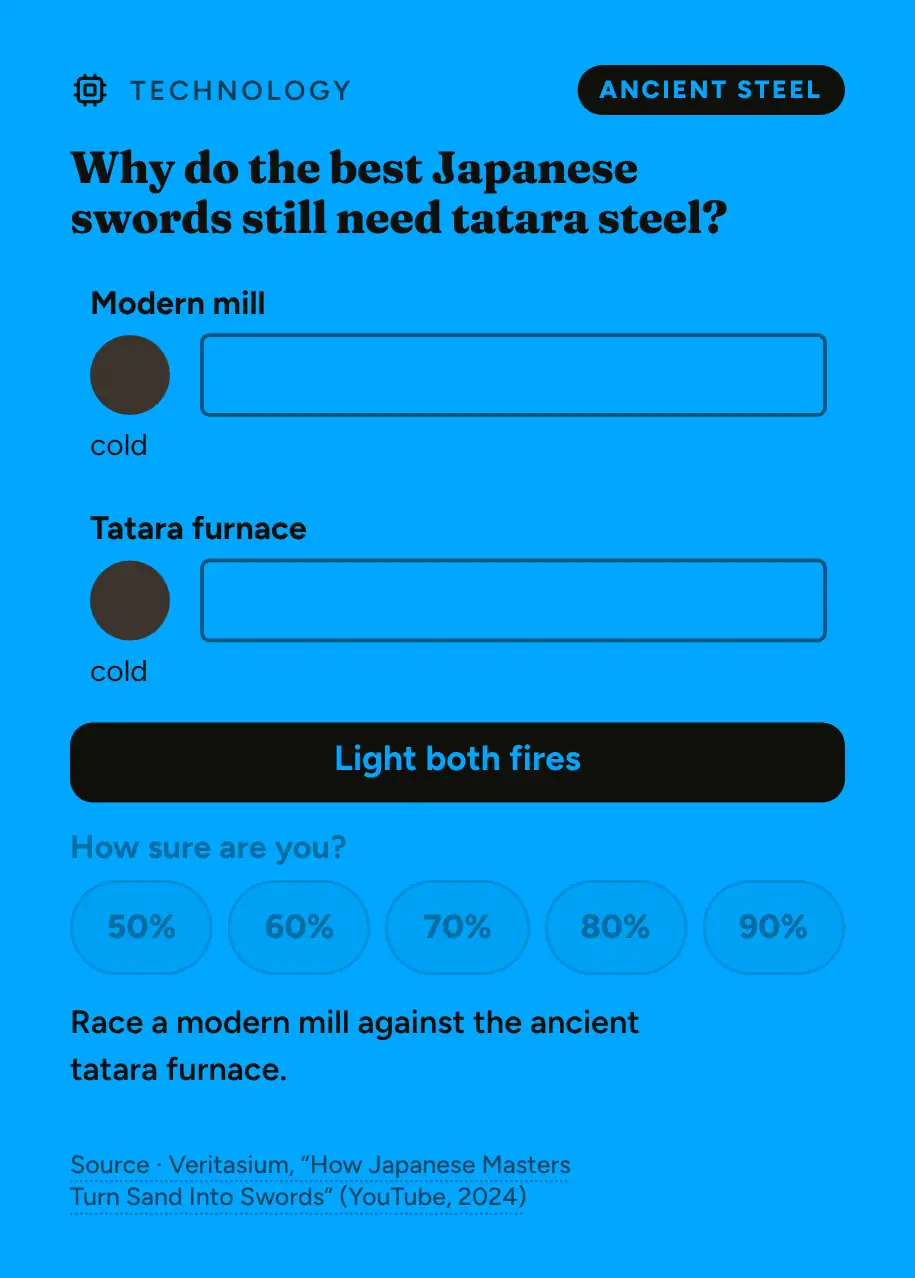 TECHNOLOGY
ANCIENT STEEL
Why do the best Japanese
swords still need tatara steel?
Modern mill
cold
Tatara furnace
cold
Light both fires
How sure are you?
50% 60% 70% 80% 90%
Race a modern mill against the ancient
tatara furnace.
Source · Veritasium, “How Japanese Masters
Turn Sand Into Swords” (YouTube, 2024)